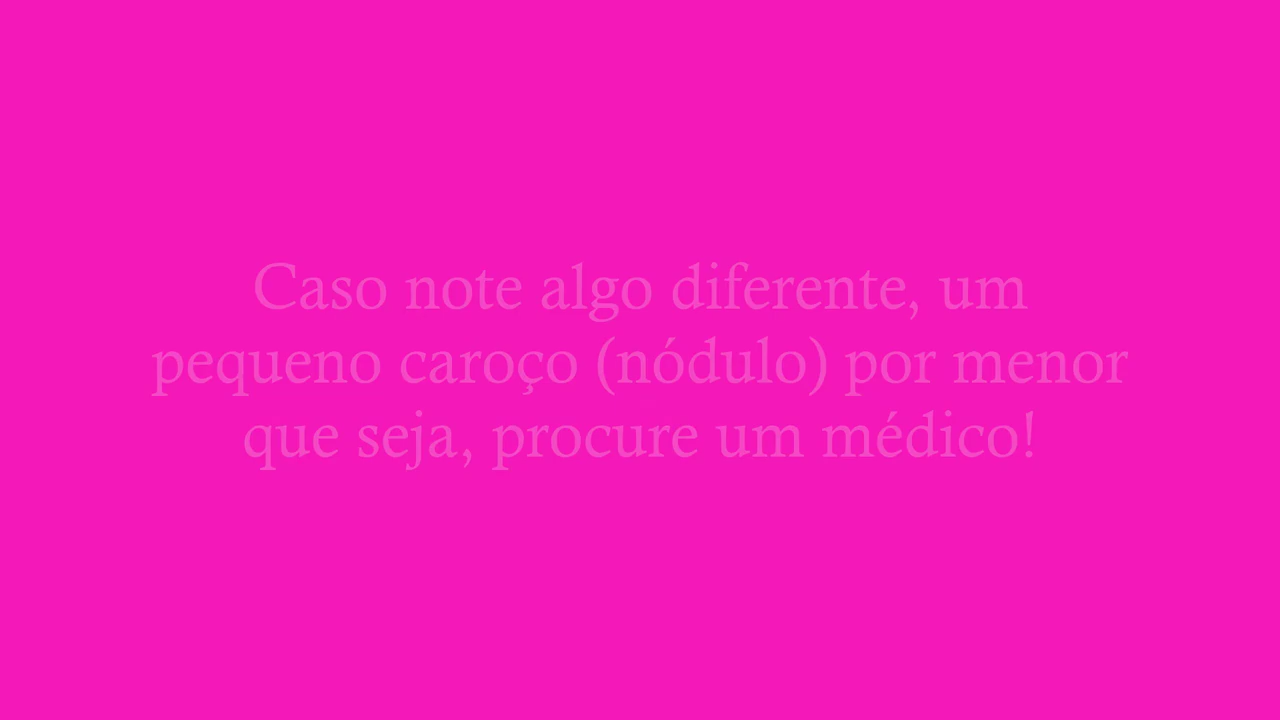 Caso note algo diferente, um
pequeno caroço (nódulo) por menor
que seja, procure um médico!